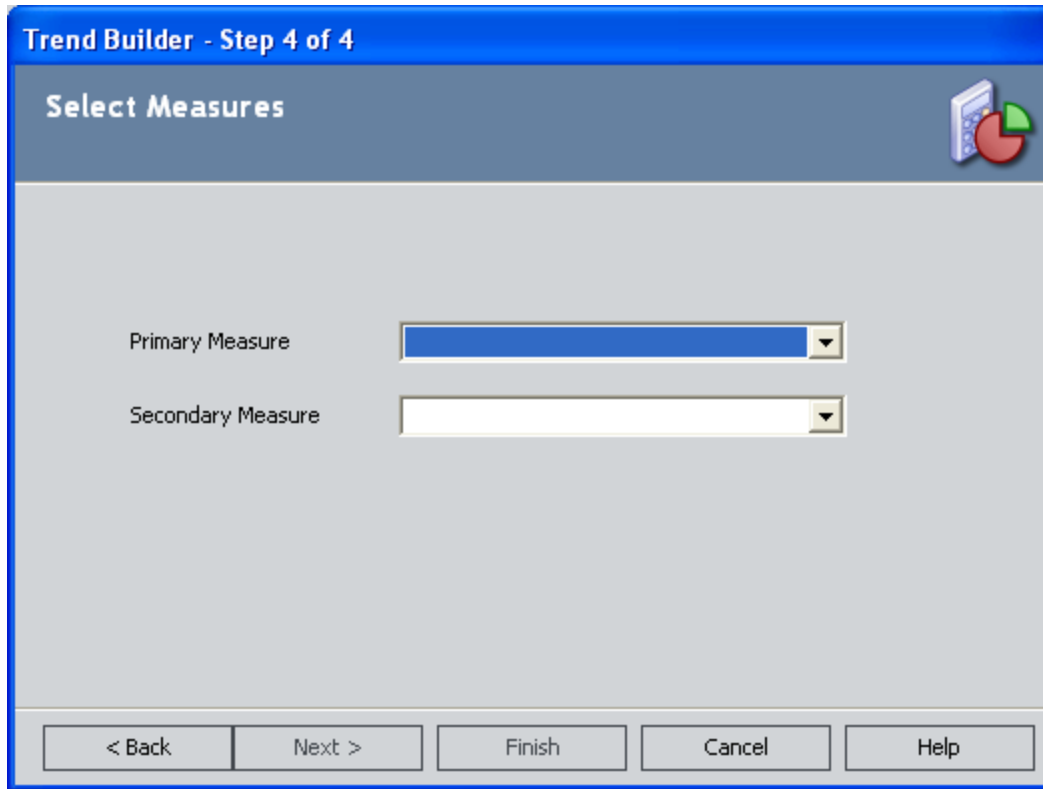 Trend Builder - Step 4 of 4
Select Measures
Primary Measure
Secondary Measure
< Back Next > Finish Cancel Help